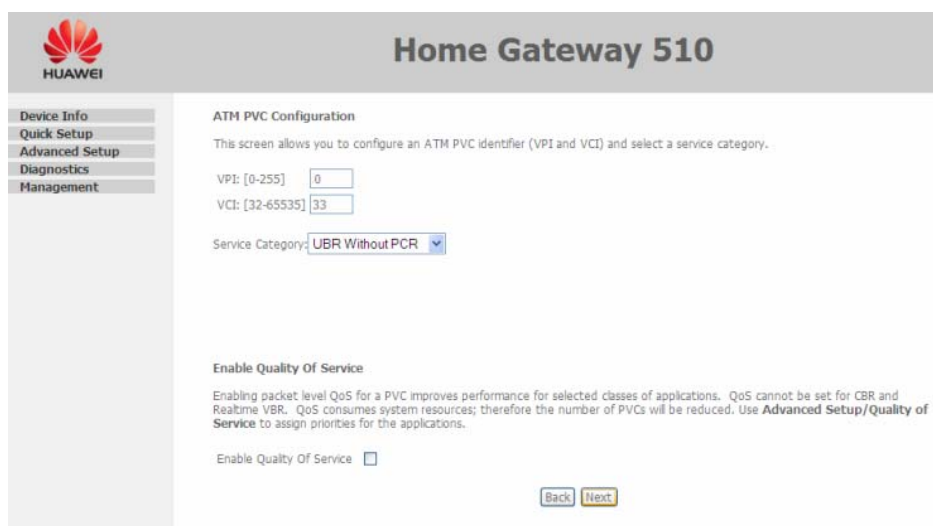 HUAWEI
Home Gateway 510
Device Info
Quick Setup
Advanced Setup
Diagnostics
Management
ATM PVC Configuration
This screen allows you to configure an ATM PVC identifier (VPI and VCI) and select a service category.
VPI: [0-255] 0
VCI: [32-65535] 33
Service Category: UBR Without PCR
Enable Quality Of Service
Enabling packet level QoS for a PVC improves performance for selected classes of applications. QoS cannot be set for CBR and
Realtime VBR. QoS consumes system resources; therefore the number of PVCs will be reduced. Use Advanced Setup/Quality of
Service to assign priorities for the applications.
Enable Quality Of Service
Back Next